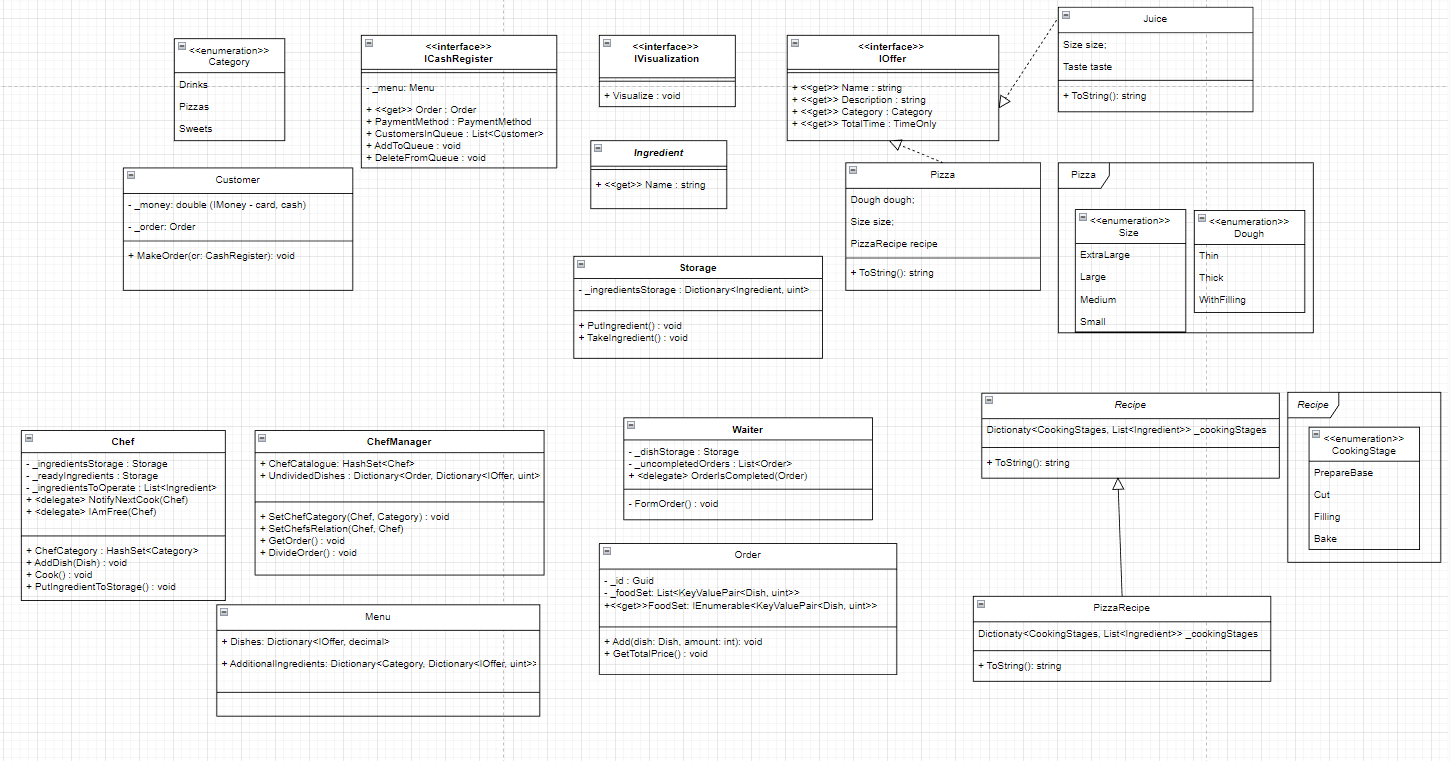 <<enumeration>>
Category
Drinks
Pizzas
Sweets
<<interface>>
ICashRegister
- _menu: Menu
+ <<get>> Order : Order
+ PaymentMethod : PaymentMethod
+ CustomersInQueue : List<Customer>
+ AddToQueue : void
+ DeleteFromQueue : void
<<interface>>
IVisualization
+ Visualize : void
<<interface>>
IOffer
+ <<get>> Name : string
+ <<get>> Description : string
+ <<get>> Category : Category
+ <<get>> TotalTime : TimeOnly
Juice
Size size;
Taste taste
+ ToString(): string
Customer
- _money: double (IMoney - card, cash)
- _order: Order
+ MakeOrder(cr: CashRegister): void
Ingredient
+ <<get>> Name : string
Pizza
Dough dough;
Size size;
PizzaRecipe recipe
+ ToString(): string
Pizza
<<enumeration>>
Size
ExtraLarge
Large
Medium
Small
<<enumeration>>
Dough
Thin
Thick
WithFilling
Storage
- _ingredientsStorage : Dictionary<Ingredient, uint>
+ PutIngredient() : void
+ TakeIngredient() : void
Chef
- _ingredientsStorage : Storage
- _readyIngredients : Storage
- _ingredientsToOperate : List<Ingredient>
+ <delegate> NotifyNextCook(Chef)
+ <delegate> IAmFree(Chef)
+ ChefCategory : HashSet<Category>
+ AddDish(Dish) : void
+ Cook() : void
+ PutIngredientToStorage() : void
ChefManager
+ ChefCatalogue: HashSet<Chef>
+ UndividedDishes : Dictionary<Order, Dictionary<IOffer, uint>
+ SetChefCategory(Chef, Category) : void
+ SetChefsRelation(Chef, Chef)
+ GetOrder() : void
+ DivideOrder() : void
Waiter
- _dishStorage : Storage
- _uncompletedOrders : List<Order>
+ <delegate> OrderIsCompleted(Order)
- FormOrder() : void
Recipe
Dictionaty<CookingStages, List<Ingredient>> _cookingStages
+ ToString(): string
Recipe
<<enumeration>>
CookingStage
PrepareBase
Cut
Filling
Bake
Order
- _id : Guid
- _foodSet: List<KeyValuePair<Dish, uint>>
+<<get>>FoodSet: IEnumerable<KeyValuePair<Dish, uint>>
+ Add(dish: Dish, amount: int): void
+ GetTotalPrice() : void
Menu
+ Dishes: Dictionary<IOffer, decimal>
+ AdditionalIngredients: Dictionary<Category, Dictionary<IOffer, uint>>
PizzaRecipe
Dictionaty<CookingStages, List<Ingredient>> _cookingStages
+ ToString(): string